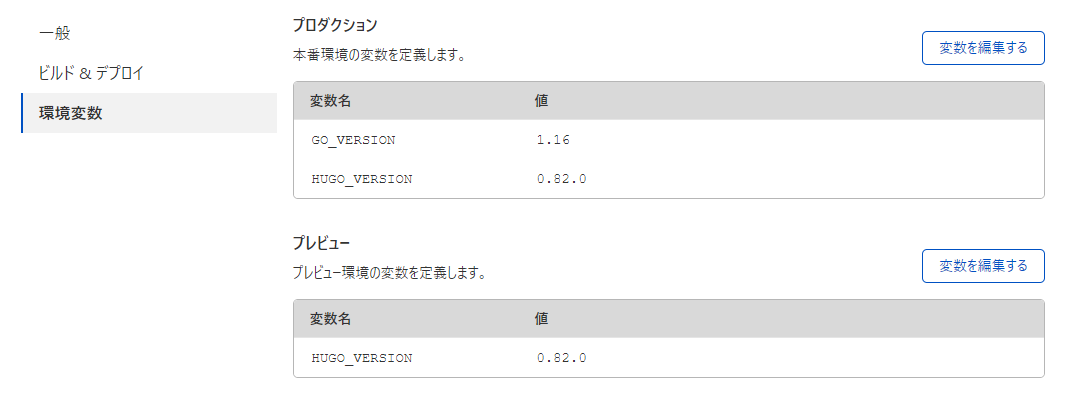 一般
ビルド & デプロイ
環境変数
プロダクション
本番環境の変数を定義します。
変数を編集する
変数名 値
GO_VERSION 1.16
HUGO_VERSION 0.82.0
プレビュー
プレビュー環境の変数を定義します。
変数を編集する
変数名 値
HUGO_VERSION 0.82.0